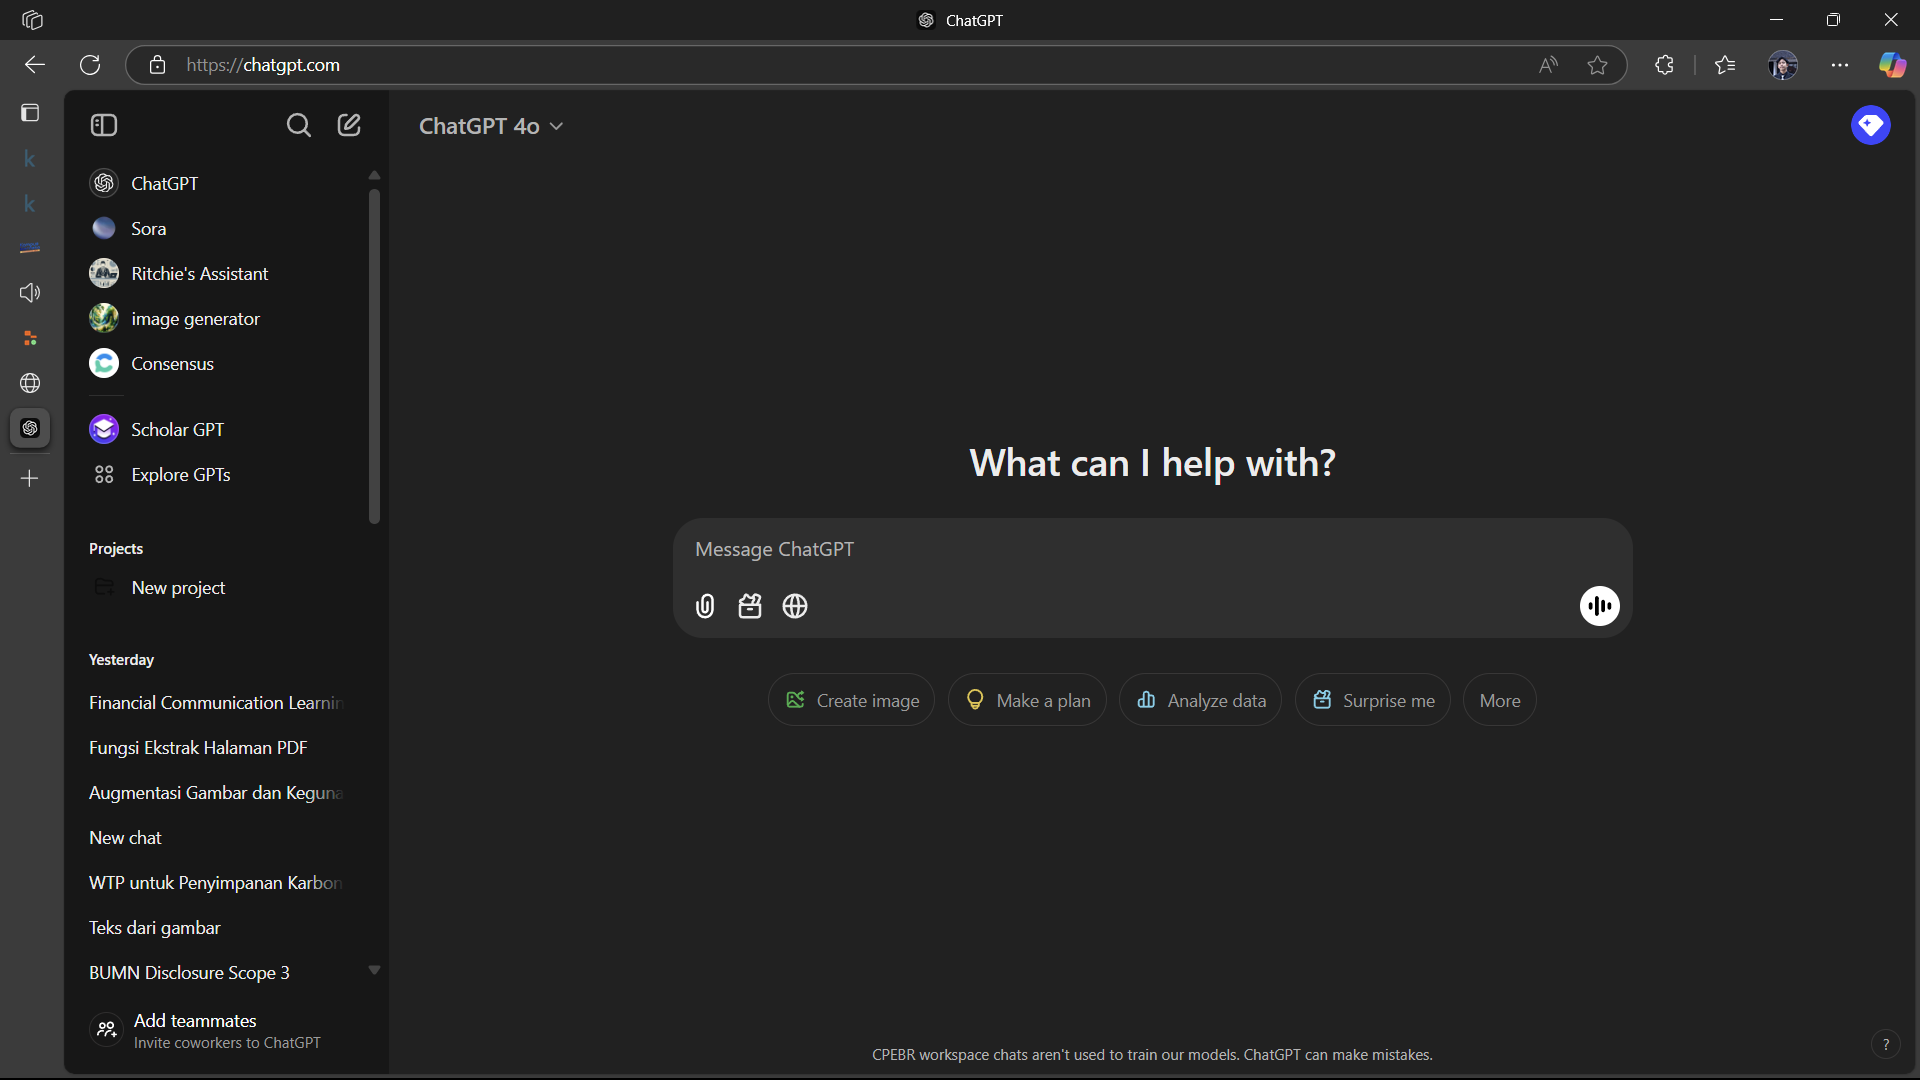 ChatGPT
https://chatgpt.com
ChatGPT 4o
ChatGPT
Sora
Ritchie's Assistant
image generator
Consensus
Scholar GPT
Explore GPTs
Projects
New project
Yesterday
Financial Communication Learnin
Fungsi Ekstrak Halaman PDF
Augmentasi Gambar dan Keguna
New chat
WTP untuk Penyimpanan Karbon
Teks dari gambar
BUMN Disclosure Scope 3
Add teammates
Invite coworkers to ChatGPT
What can I help with?
Message ChatGPT
Create image
Make a plan
Analyze data
Surprise me
More
CPEBR workspace chats aren't used to train our models. ChatGPT can make mistakes.
?